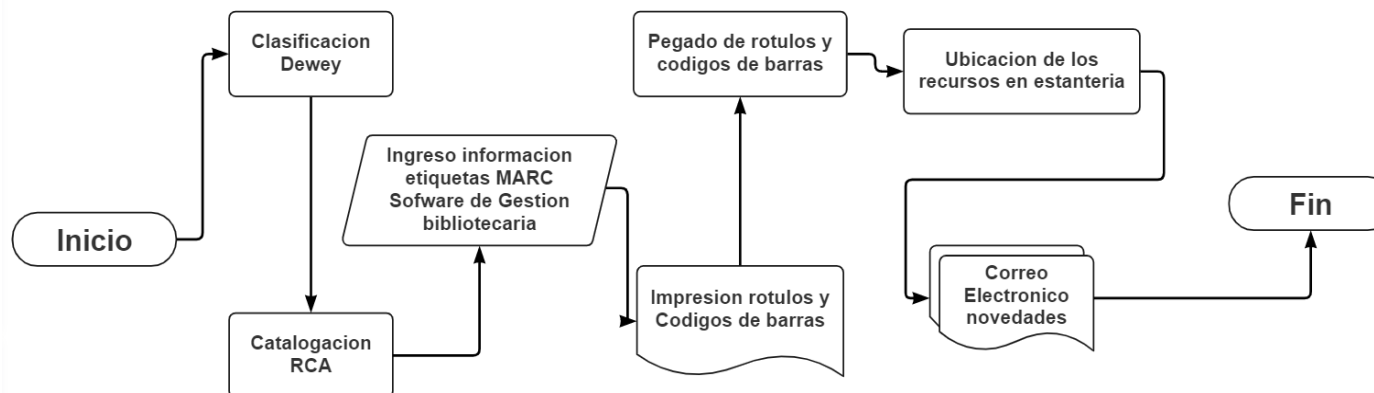 Inicio
Clasificacion
Dewey
Catalogacion
RCA
Ingreso informacion
etiquetas MARC
Sofware de Gestion
bibliotecaria
Impresion rotulos y
Codigos de barras
Pegado de rotulos y
codigos de barras
Ubicacion de los
recursos en estanteria
Correo
Electronico
novedades
Fin